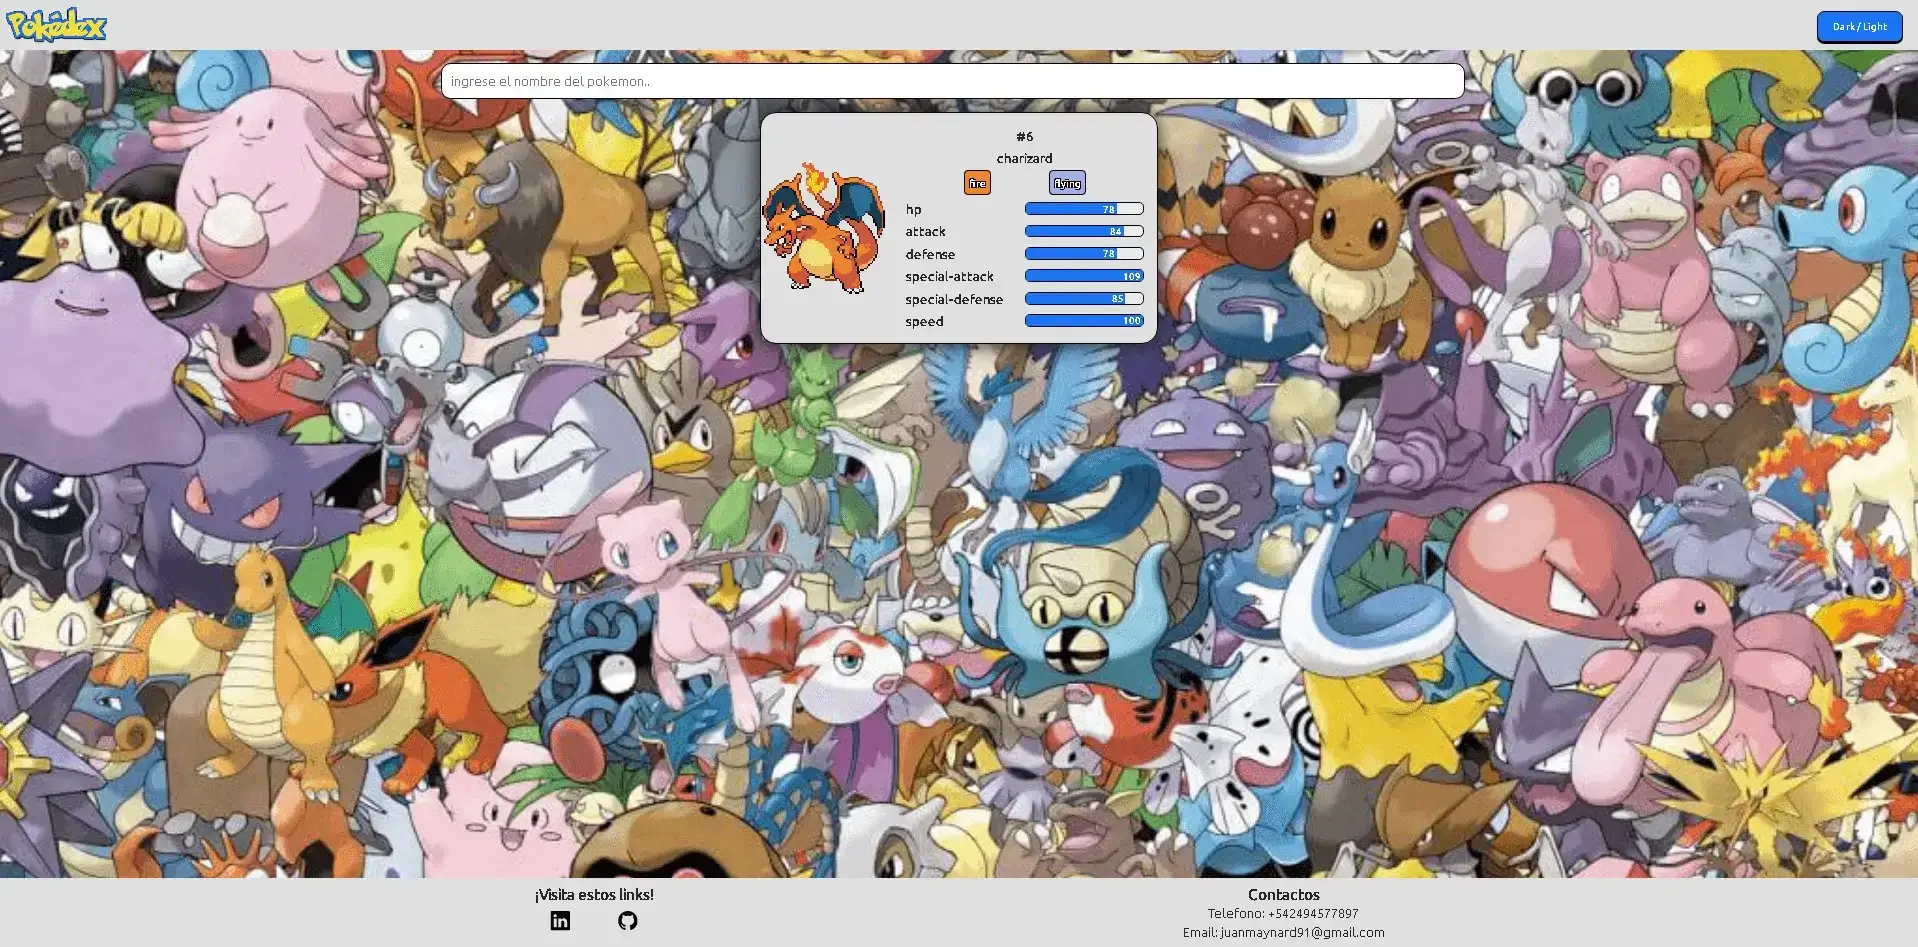 Pokédex
Dark / Light
ingrese el nombre del pokemon..
#6
charizard
fire flying
hp 78
attack 84
defense 78
special-attack 109
special-defense 85
speed 100
¡Visita estos links!
in
Contactos
Telefono: +542494577897
Email: juanmaynard91@gmail.com